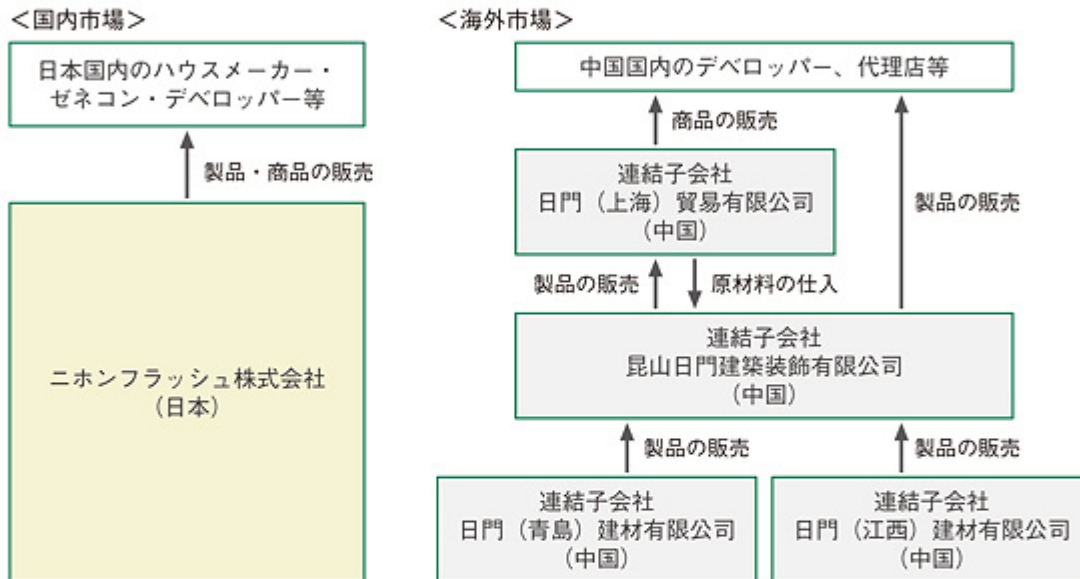 <国内市場>
日本国内のハウスメーカー・
ゼネコン・デベロッパー等
製品・商品の販売
ニホンフラッシュ株式会社
(日本)
<海外市場>
中国国内のデベロッパー、代理店等
商品の販売
連結子会社
日門(上海)貿易有限公司
(中国)
製品の販売
製品の販売
原材料の仕入
連結子会社
昆山日門建築装飾有限公司
(中国)
製品の販売
製品の販売
連結子会社
日門(青島)建材有限公司
(中国)
連結子会社
日門(江西)建材有限公司
(中国)